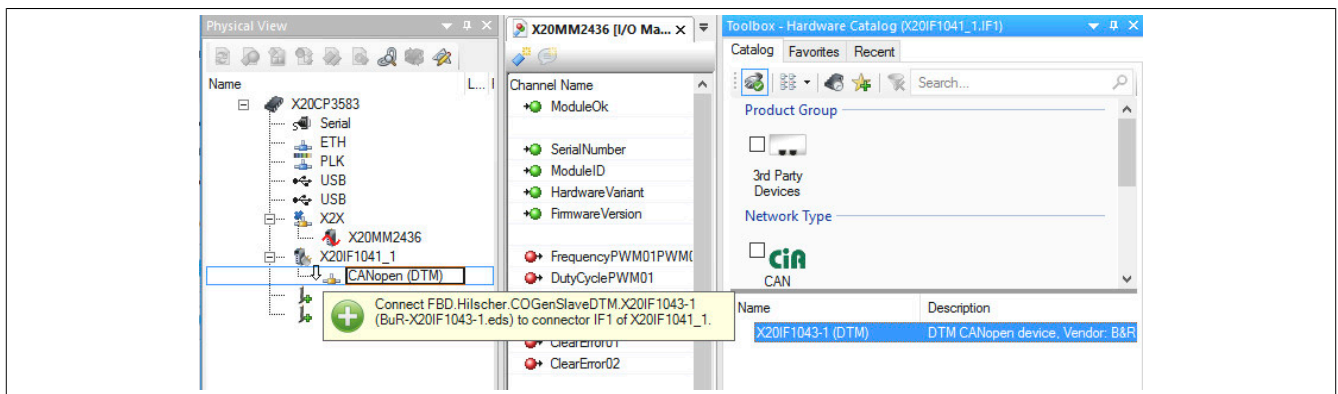 Physical View
Name
L...
X20CP3583
Serial
ETH
PLK
USB
USB
X2X
X20MM2436
X20IF1041_1
CANopen (DTM)
X20MM2436 [I/O Ma...
Channel Name
ModuleOk
SerialNumber
ModuleID
HardwareVariant
FirmwareVersion
FrequencyPWM01PWM
DutyCyclePWM01
Connect FBD.Hilscher.COGenSlaveDTM.X20IF1043-1
(BuR-X20IF1043-1.eds) to connector IF1 of X20IF1041_1.
ClearError01
ClearError02
Toolbox - Hardware Catalog (X20IF1041_1.IF1)
Catalog Favorites Recent
Search...
Product Group
3rd Party
Devices
Network Type
CiA
CAN
Name Description
X20IF1043-1 (DTM) DTM CANopen device, Vendor: B&R